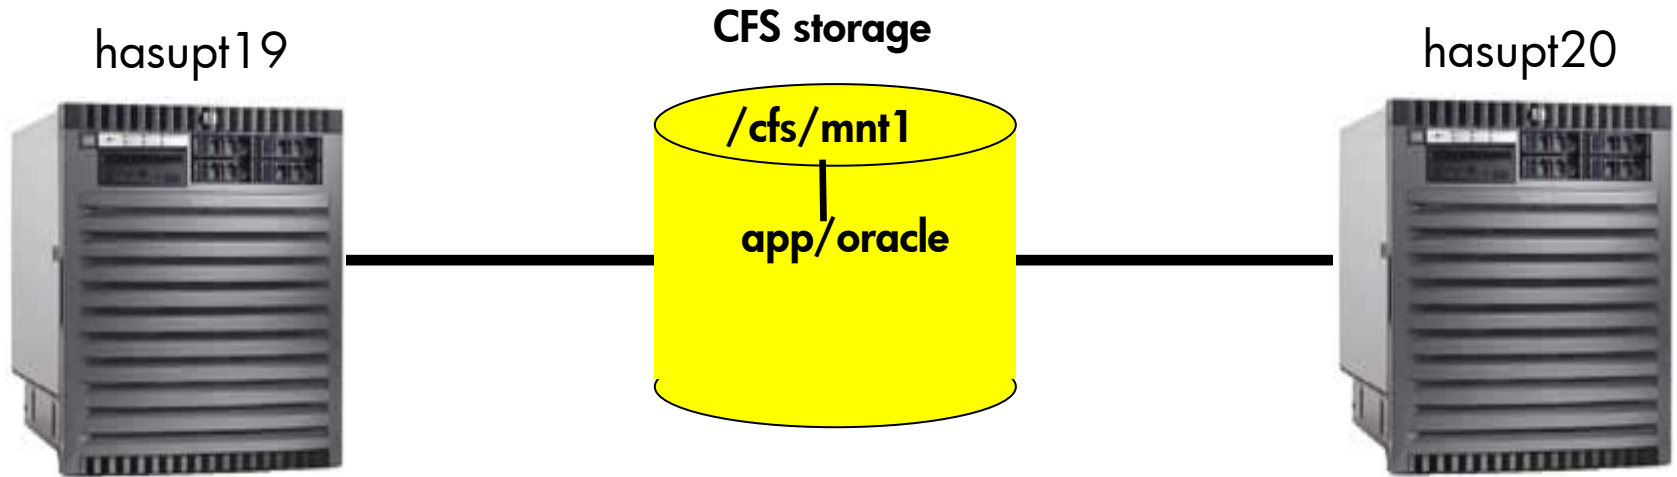 CFS storage
hasupt19
hasupt20
/cfs/mnt1
app/oracle